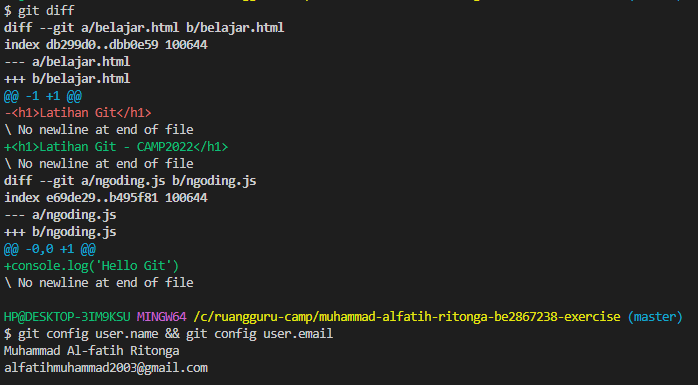 $ git diff
diff --git a/belajar.html b/belajar.html
index db299d0..dbb0e59 100644
--- a/belajar.html
+++ b/belajar.html
@@ -1 +1 @@
-<h1>Latihan Git</h1>
\ No newline at end of file
+<h1>Latihan Git - CAMP2022</h1>
\ No newline at end of file
diff --git a/ngoding.js b/ngoding.js
index e69de29..b495f81 100644
--- a/ngoding.js
+++ b/ngoding.js
@@ -0,0 +1 @@
+console.log('Hello Git')
\ No newline at end of file
HP@DESKTOP-3IM9KSU MINGW64 /c/ruangguru-camp/muhammad-alfatih-ritonga-be2867238-exercise (master)
$ git config user.name && git config user.email
Muhammad Al-fatih Ritonga
alfatihmuhammad2003@gmail.com